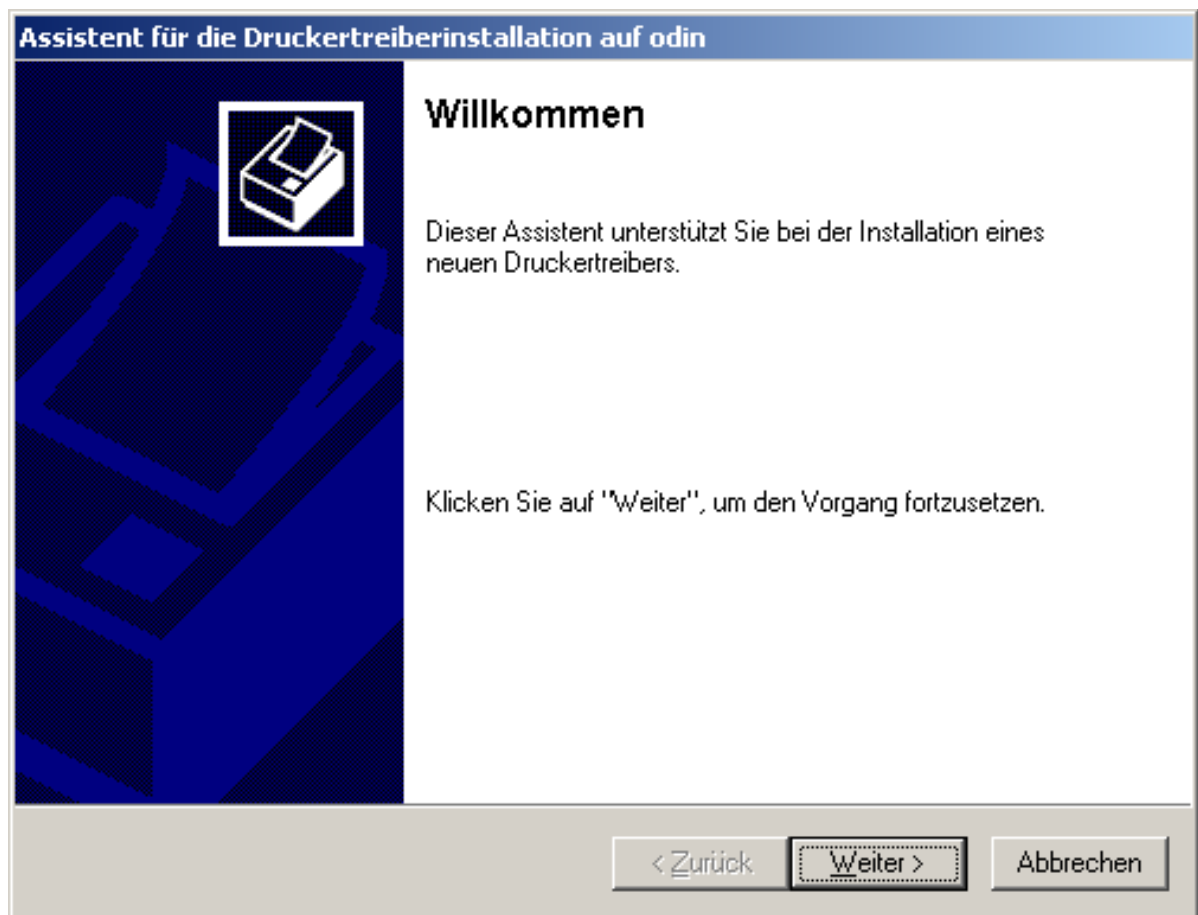 Assistent für die Druckertreiberinstallation auf odin
Willkommen
Dieser Assistent unterstützt Sie bei der Installation eines
neuen Druckertreibers.
Klicken Sie auf "Weiter", um den Vorgang fortzusetzen.
< Zurück
Weiter >
Abbrechen